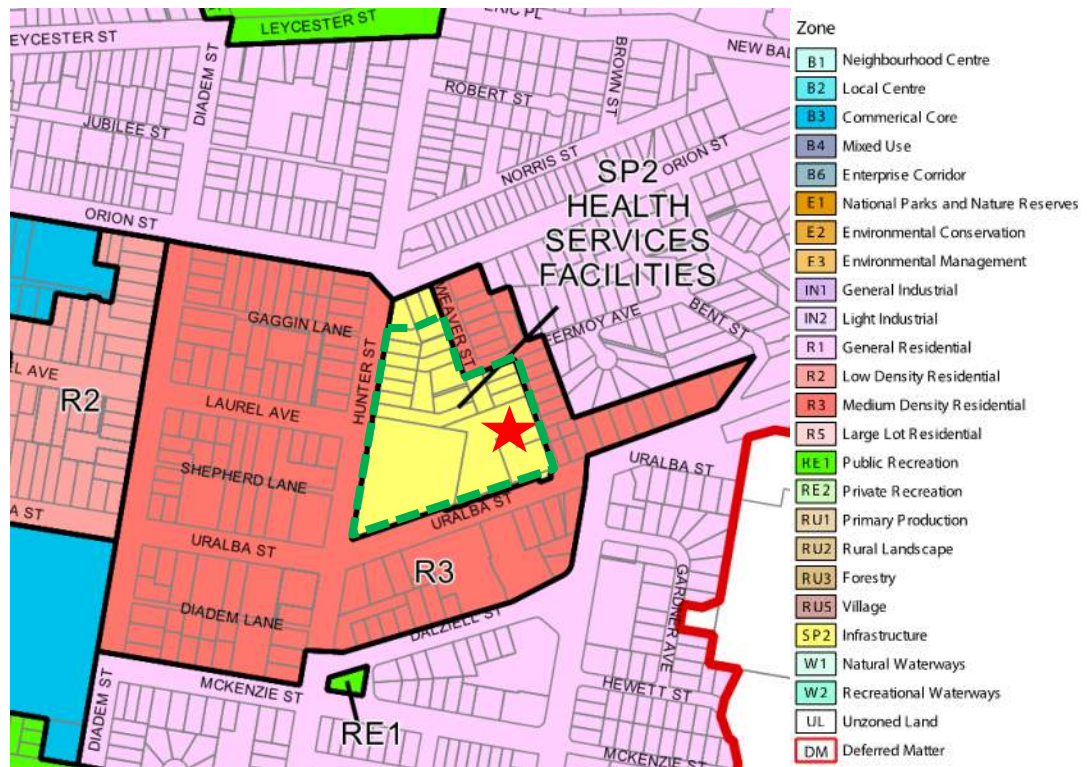 LEYCESTER ST
ERIC PL
EYCESTER ST
NEW BAL
DIADEM ST
BROWN ST
ROBERT ST
JUBILEE ST
NORRIS ST
ORION ST
SP2
HEALTH
SERVICES
FACILITIES
ORION ST
WEAVER ST
GAGGIN LANE
FERMOY AVE
BENT ST
HUNTER ST
EL AVE
R2
LAUREL AVE
SHEPHERD LANE
URALBA ST
A ST
URALBA ST
URALBA ST
R3
GARDNER AVE
DIADEM LANE
DALZIELL ST
MCKENZIE ST
HEWETT ST
DIADEM ST
RE1
MCKENZIE ST
Zone
B1 Neighbourhood Centre
B2 Local Centre
B3 Commerical Core
B4 Mixed Use
B6 Enterprise Corridor
E1 National Parks and Nature Reserves
E2 Environmental Conservation
E3 Environmental Management
IN1 General Industrial
IN2 Light Industrial
R1 General Residential
R2 Low Density Residential
R3 Medium Density Residential
R5 Large Lot Residential
RE1 Public Recreation
RE2 Private Recreation
RU1 Primary Production
RU2 Rural Landscape
RU3 Forestry
RU5 Village
SP2 Infrastructure
W1 Natural Waterways
W2 Recreational Waterways
UL Unzoned Land
DM Deferred Matter